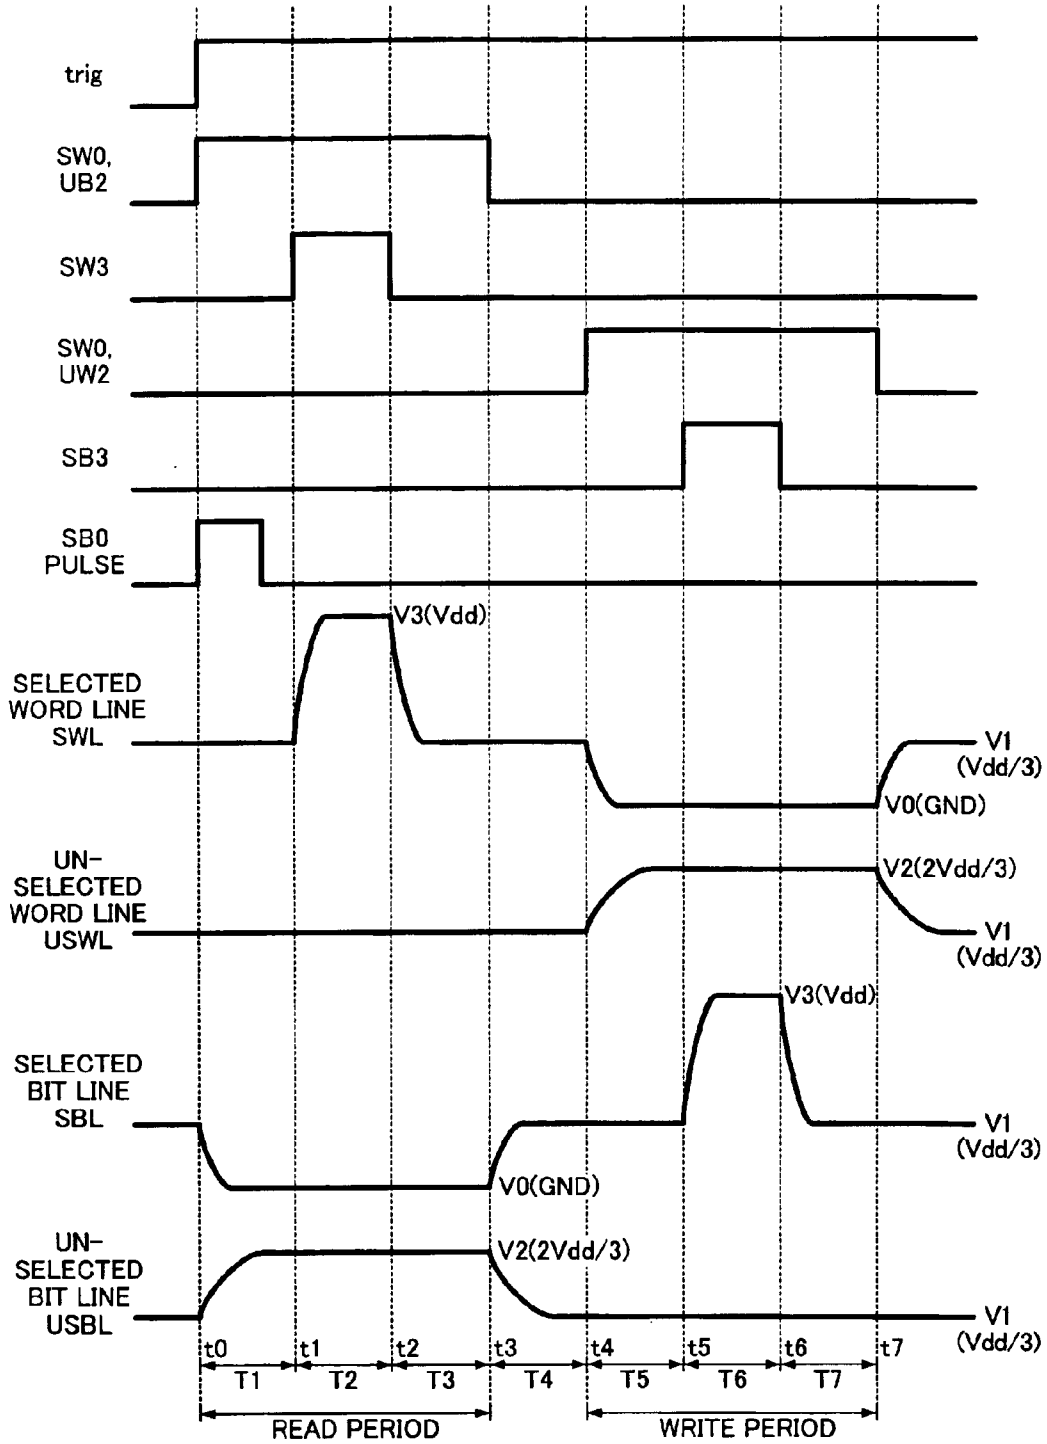 trig
SW0,
UB2
SW3
SW0,
UW2
SB3
SB0
PULSE
V3(Vdd)
SELECTED
WORD LINE
SWL
V1
(Vdd/3)
V0(GND)
UN-
SELECTED
WORD LINE
USWL
V2(2Vdd/3)
V1
(Vdd/3)
V3(Vdd)
SELECTED
BIT LINE
SBL
V1
(Vdd/3)
V0(GND)
UN-
SELECTED
BIT LINE
USBL
V2(2Vdd/3)
V1
(Vdd/3)
t0 t1 t2 t3 t4 t5 t6 t7
T1 T2 T3 T4 T5 T6 T7
READ PERIOD WRITE PERIOD